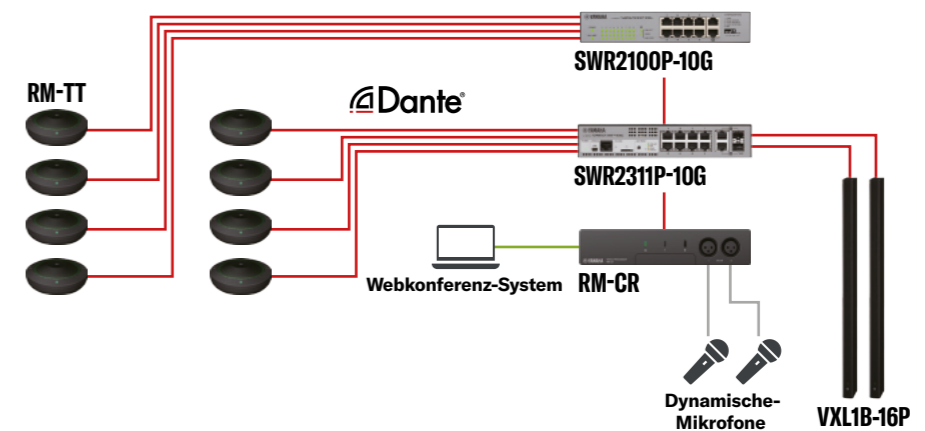 SWR2100P-10G
RM-TT
Dante®
SWR2311P-10G
Webkonferenz-System
RM-CR
Dynamische-
Mikrofone
VXL1B-16P